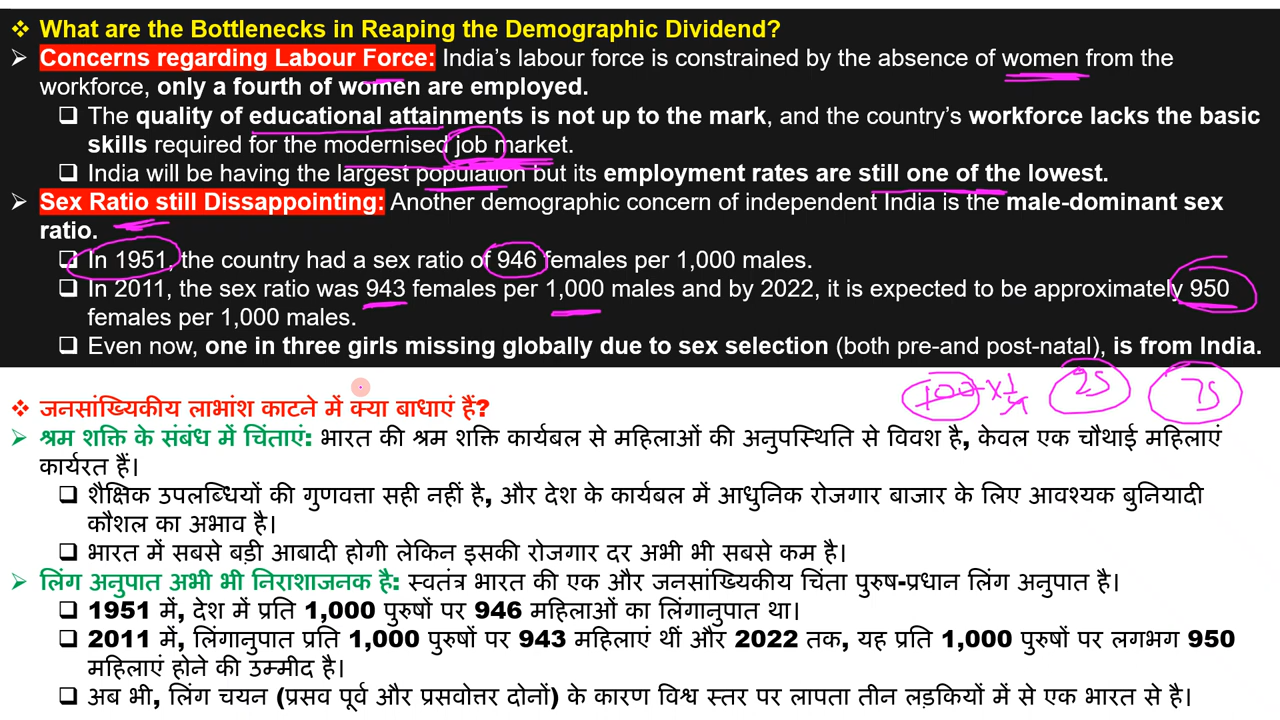 ❖ What are the Bottlenecks in Reaping the Demographic Dividend?
➢ Concerns regarding Labour Force: India's labour force is constrained by the absence of women from the
workforce, only a fourth of women are employed.
❑ The quality of educational attainments is not up to the mark, and the country's workforce lacks the basic
skills required for the modernised job market.
❑ India will be having the largest population but its employment rates are still one of the lowest.
➢ Sex Ratio still Dissappointing: Another demographic concern of independent India is the male-dominant sex
ratio.
❑ In 1951, the country had a sex ratio of 946 females per 1,000 males.
❑ In 2011, the sex ratio was 943 females per 1,000 males and by 2022, it is expected to be approximately 950
females per 1,000 males.
❑ Even now, one in three girls missing globally due to sex selection (both pre-and post-natal), is from India.
100 × 1/4 25 75
❖ जनसांख्यिकीय लाभांश काटने में क्या बाधाएं हैं?
➢ श्रम शक्ति के संबंध में चिंताएं: भारत की श्रम शक्ति कार्यबल से महिलाओं की अनुपस्थिति से विवश है, केवल एक चौथाई महिलाएं
कार्यरत हैं।
❑ शैक्षिक उपलब्धियों की गुणवत्ता सही नहीं है, और देश के कार्यबल में आधुनिक रोजगार बाजार के लिए आवश्यक बुनियादी
कौशल का अभाव है।
❑ भारत में सबसे बड़ी आबादी होगी लेकिन इसकी रोजगार दर अभी भी सबसे कम है।
➢ लिंग अनुपात अभी भी निराशाजनक है: स्वतंत्र भारत की एक और जनसांख्यिकीय चिंता पुरुष-प्रधान लिंग अनुपात है।
❑ 1951 में, देश में प्रति 1,000 पुरुषों पर 946 महिलाओं का लिंगानुपात था।
❑ 2011 में, लिंगानुपात प्रति 1,000 पुरुषों पर 943 महिलाएं थीं और 2022 तक, यह प्रति 1,000 पुरुषों पर लगभग 950
महिलाएं होने की उम्मीद है।
❑ अब भी, लिंग चयन (प्रसव पूर्व और प्रसवोत्तर दोनों) के कारण विश्व स्तर पर लापता तीन लड़कियों में से एक भारत से है।